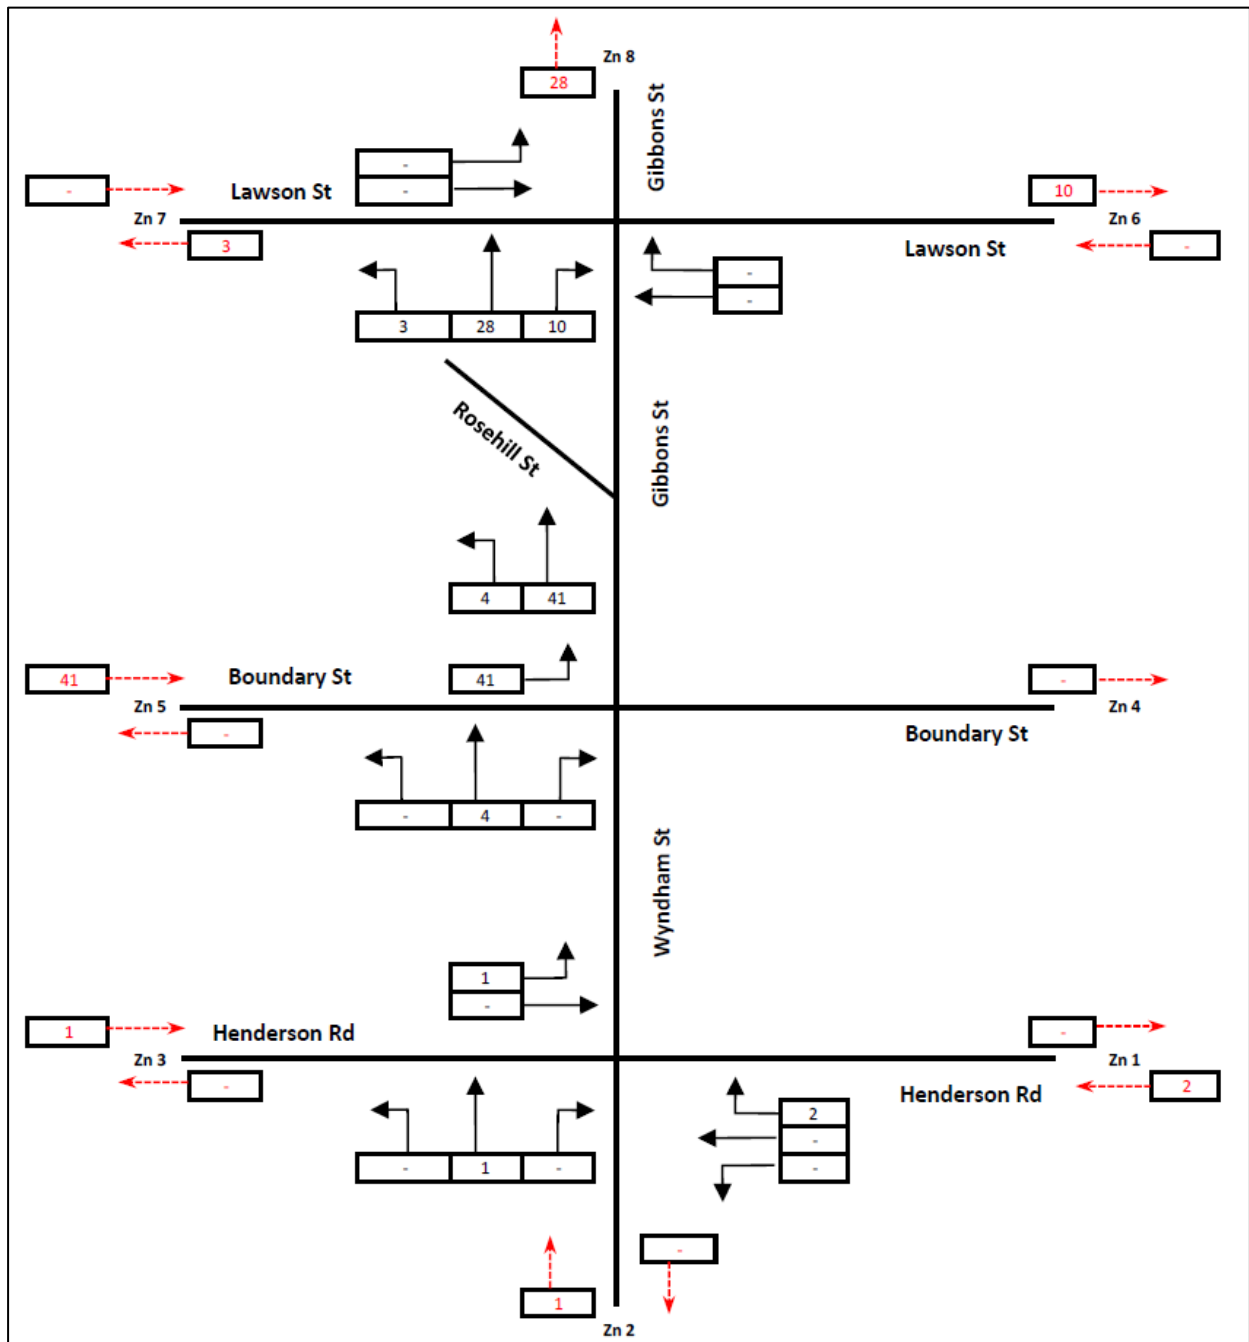 Zn 8
28
Gibbons St
-
-
-
Lawson St
10
Zn 7
Zn 6
3
Lawson St
-
-
-
3 28 10
Rosehill St
Gibbons St
4 41
41
Boundary St
41
-
Zn 5
Zn 4
-
Boundary St
- 4 -
Wyndham St
1
-
1
Henderson Rd
-
Zn 3
Zn 1
-
Henderson Rd
2
2
-
-
- 1 -
-
1
Zn 2